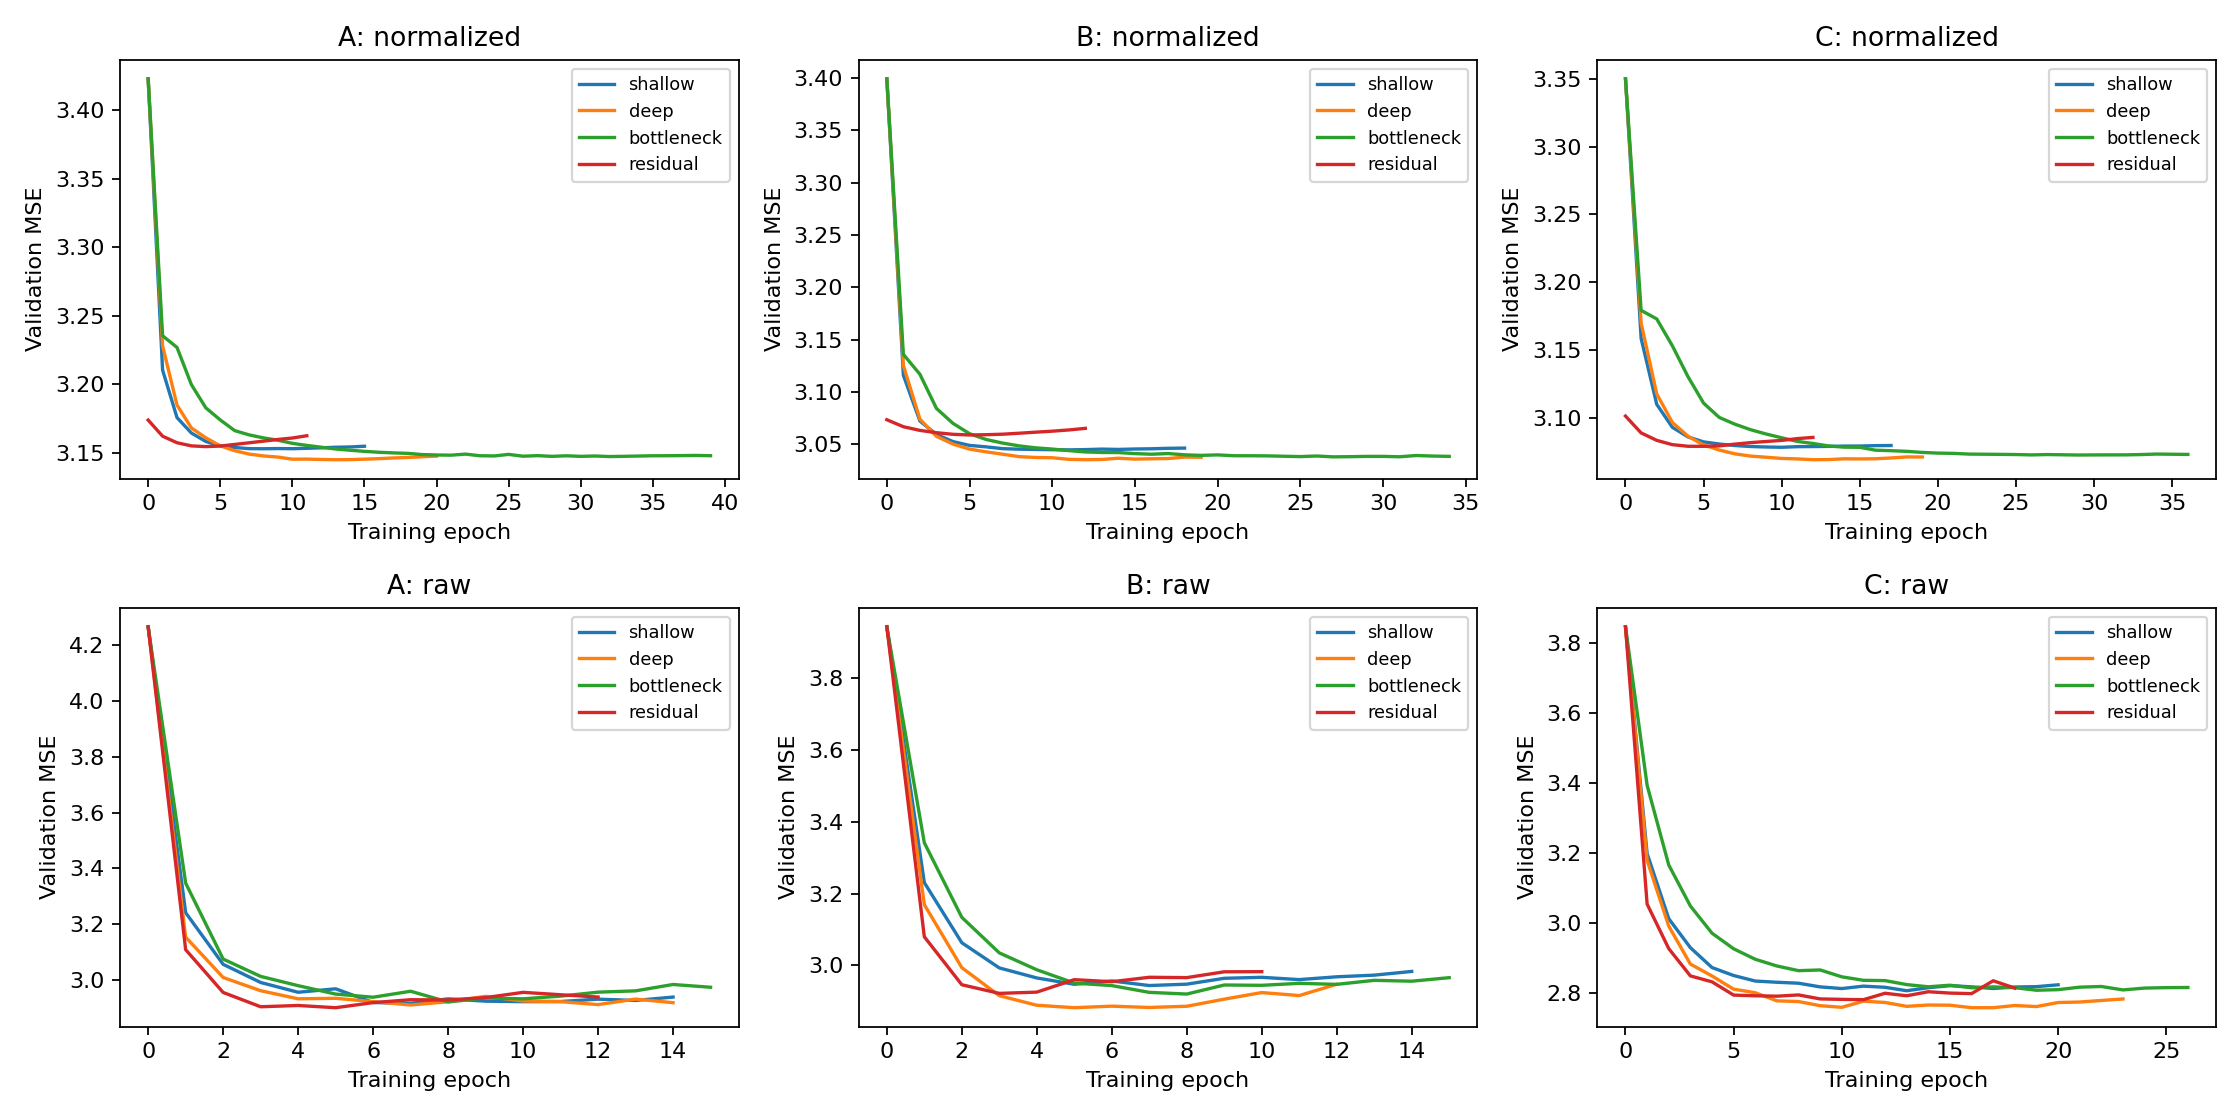 A: normalized
Validation MSE
3.40
3.35
3.30
3.25
3.20
3.15
0 5 10 15 20 25 30 35 40
Training epoch
shallow
deep
bottleneck
residual
B: normalized
Validation MSE
3.40
3.35
3.30
3.25
3.20
3.15
3.10
3.05
0 5 10 15 20 25 30 35
Training epoch
shallow
deep
bottleneck
residual
C: normalized
Validation MSE
3.35
3.30
3.25
3.20
3.15
3.10
0 5 10 15 20 25 30 35
Training epoch
shallow
deep
bottleneck
residual
A: raw
Validation MSE
4.2
4.0
3.8
3.6
3.4
3.2
3.0
0 2 4 6 8 10 12 14
Training epoch
shallow
deep
bottleneck
residual
B: raw
Validation MSE
3.8
3.6
3.4
3.2
3.0
0 2 4 6 8 10 12 14
Training epoch
shallow
deep
bottleneck
residual
C: raw
Validation MSE
3.8
3.6
3.4
3.2
3.0
2.8
0 5 10 15 20 25
Training epoch
shallow
deep
bottleneck
residual